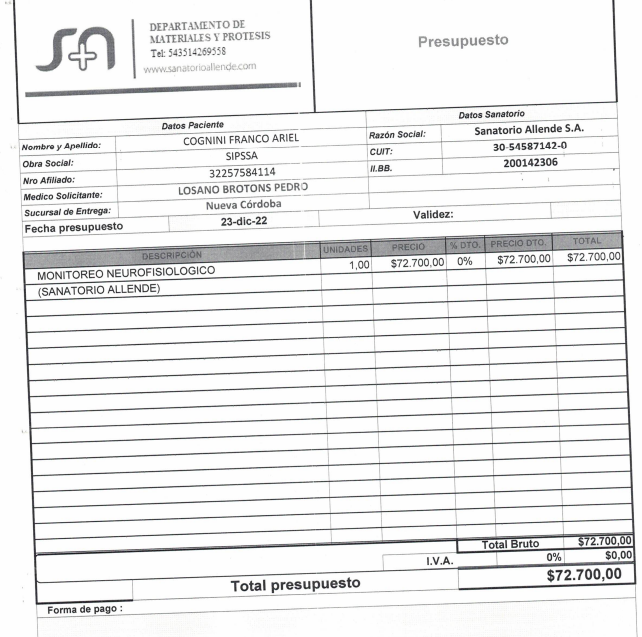 DEPARTAMENTO DE
MATERIALES Y PROTESIS
Tel: 543514269558
www.sanatorioallende.com
Presupuesto
Datos Paciente
Nombre y Apellido: COGNINI FRANCO ARIEL
Obra Social: SIPSSA
Nro Afiliado: 32257584114
Medico Solicitante: LOSANO BROTONS PEDRO
Sucursal de Entrega: Nueva Córdoba
Datos Sanatorio
Razón Social: Sanatorio Allende S.A.
CUIT: 30-54587142-0
II.BB. 200142306
Fecha presupuesto 23-dic-22 Validez:
DESCRIPCIÓN UNIDADES PRECIO % DTO. PRECIO DTO. TOTAL
MONITOREO NEUROFISIOLOGICO 1,00 $72.700,00 0% $72.700,00 $72.700,00
(SANATORIO ALLENDE)
Total Bruto $72.700,00
I.V.A. 0% $0,00
Total presupuesto $72.700,00
Forma de pago :